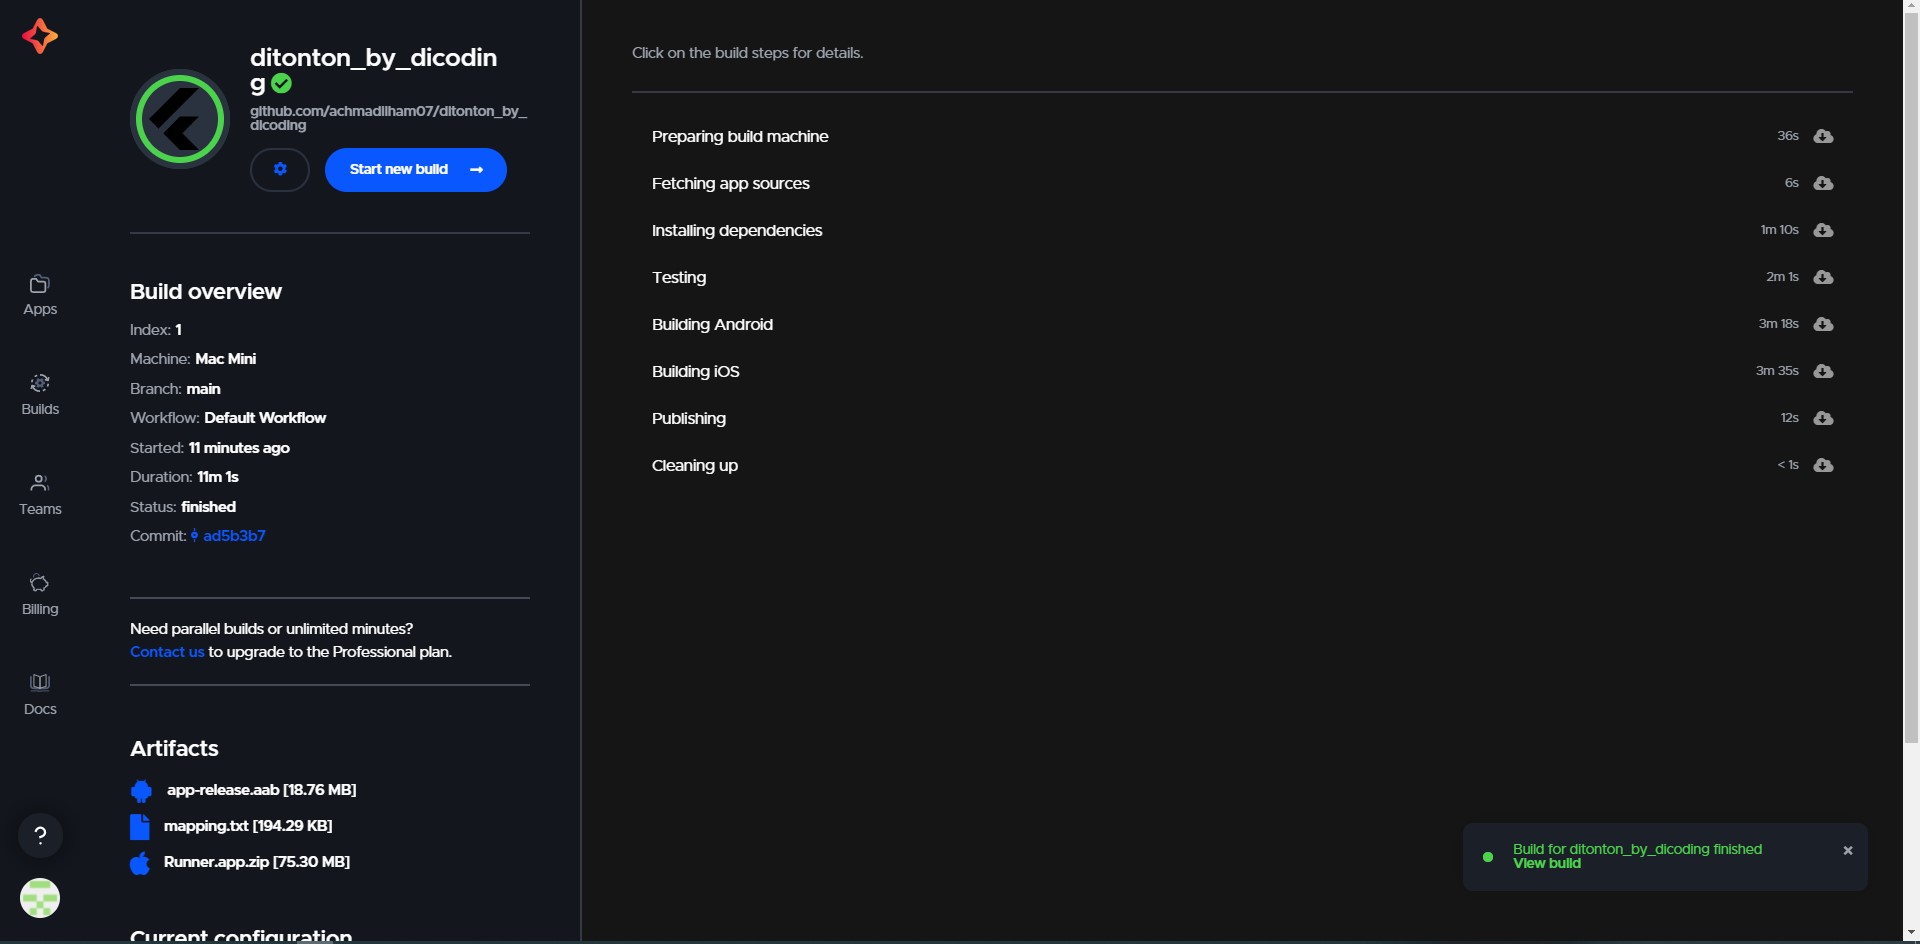 ditonton_by_dicodin
g
github.com/achmadilham07/ditonton_by_
dicoding
Start new build
Build overview
Index: 1
Machine: Mac Mini
Branch: main
Workflow: Default Workflow
Started: 11 minutes ago
Duration: 11m 1s
Status: finished
Commit: ad5b3b7
Need parallel builds or unlimited minutes?
Contact us to upgrade to the Professional plan.
Artifacts
app-release.aab [18.76 MB]
mapping.txt [194.29 KB]
Runner.app.zip [75.30 MB]
Current configuration
Apps
Builds
Teams
Billing
Docs
?
Click on the build steps for details.
Preparing build machine 36s
Fetching app sources 6s
Installing dependencies 1m 10s
Testing 2m 1s
Building Android 3m 18s
Building iOS 3m 35s
Publishing 12s
Cleaning up < 1s
Build for ditonton_by_dicoding finished
View build